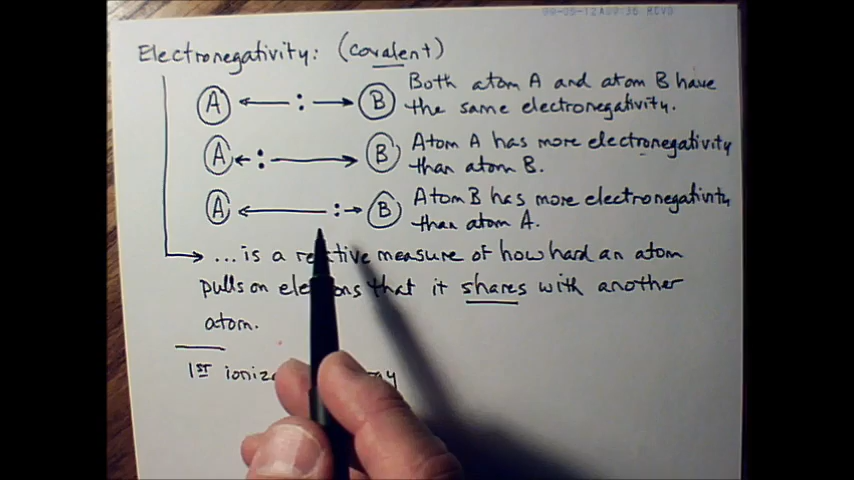 Electronegativity: (covalent)
A ← : → B Both atom A and atom B have
the same electronegativity.
A ← : → B Atom A has more electronegativity
than atom B.
A ← : → B Atom B has more electronegativity
than atom A.
... is a relative measure of how hard an atom
pulls on that it shares with another
atom.
1ST